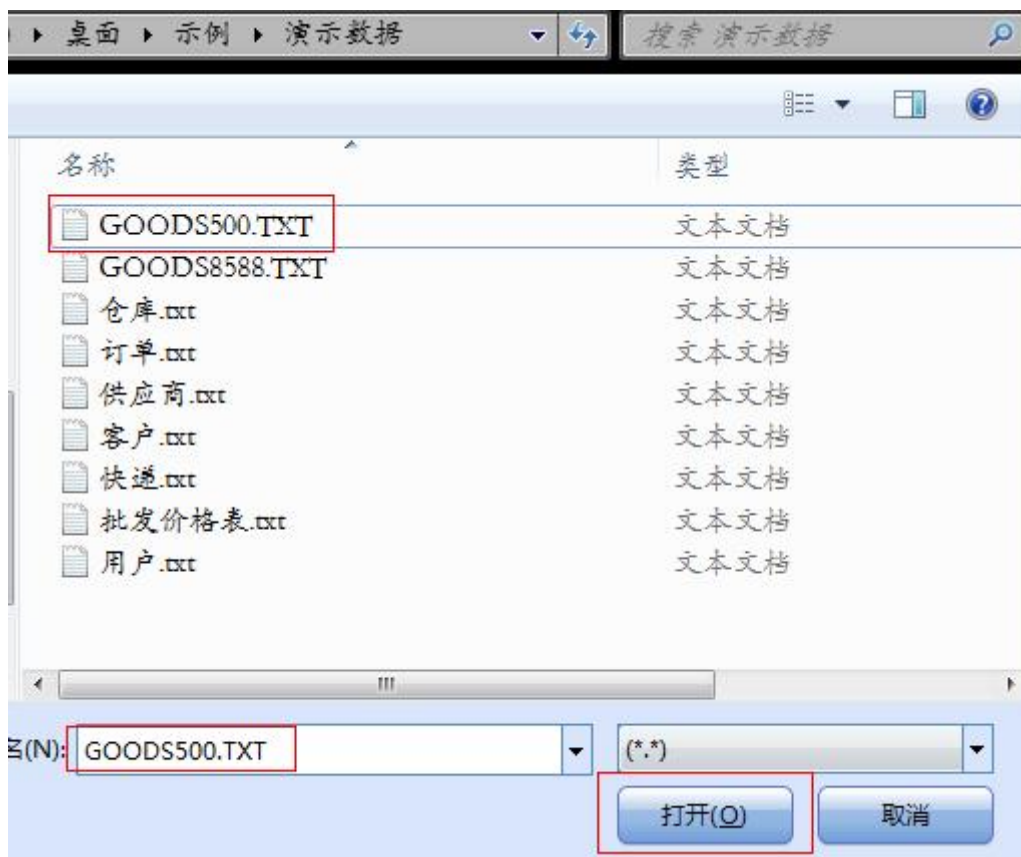 桌面 示例 演示数据 搜索 演示数据
名称 类型
GOODS500.TXT 文本文档
GOODS8588.TXT 文本文档
仓库.txt 文本文档
订单.txt 文本文档
供应商.txt 文本文档
客户.txt 文本文档
快递.txt 文本文档
批发价格表.txt 文本文档
用户.txt 文本文档
名(N): GOODS500.TXT (*.*)
打开(O) 取消